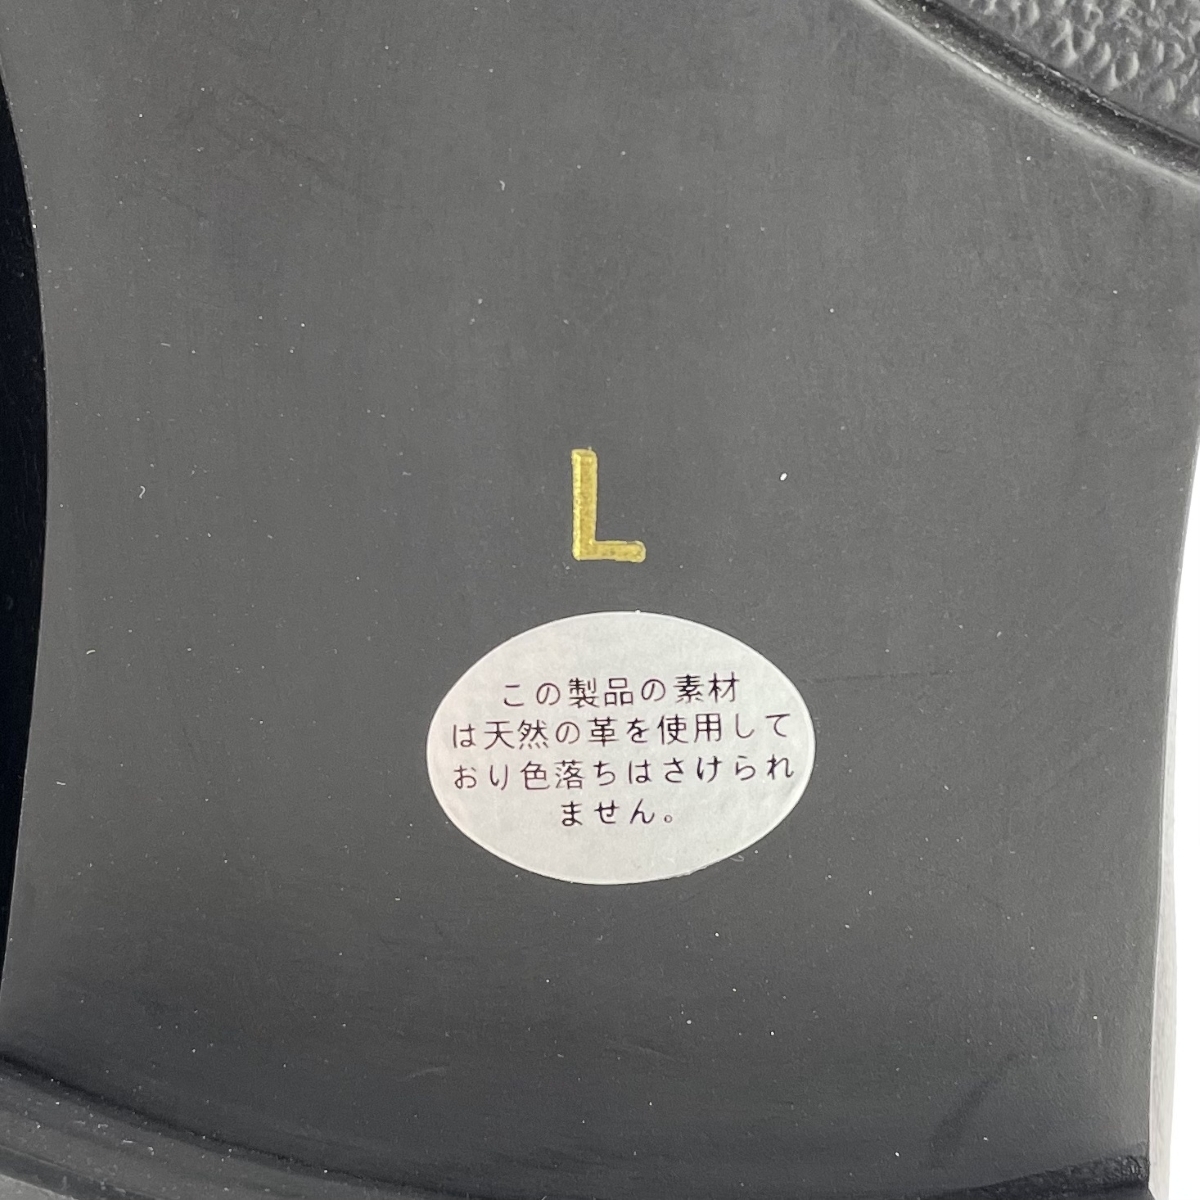 L
この製品の素材
は天然の革を使用して
おり色落ちはさけられ
ません。